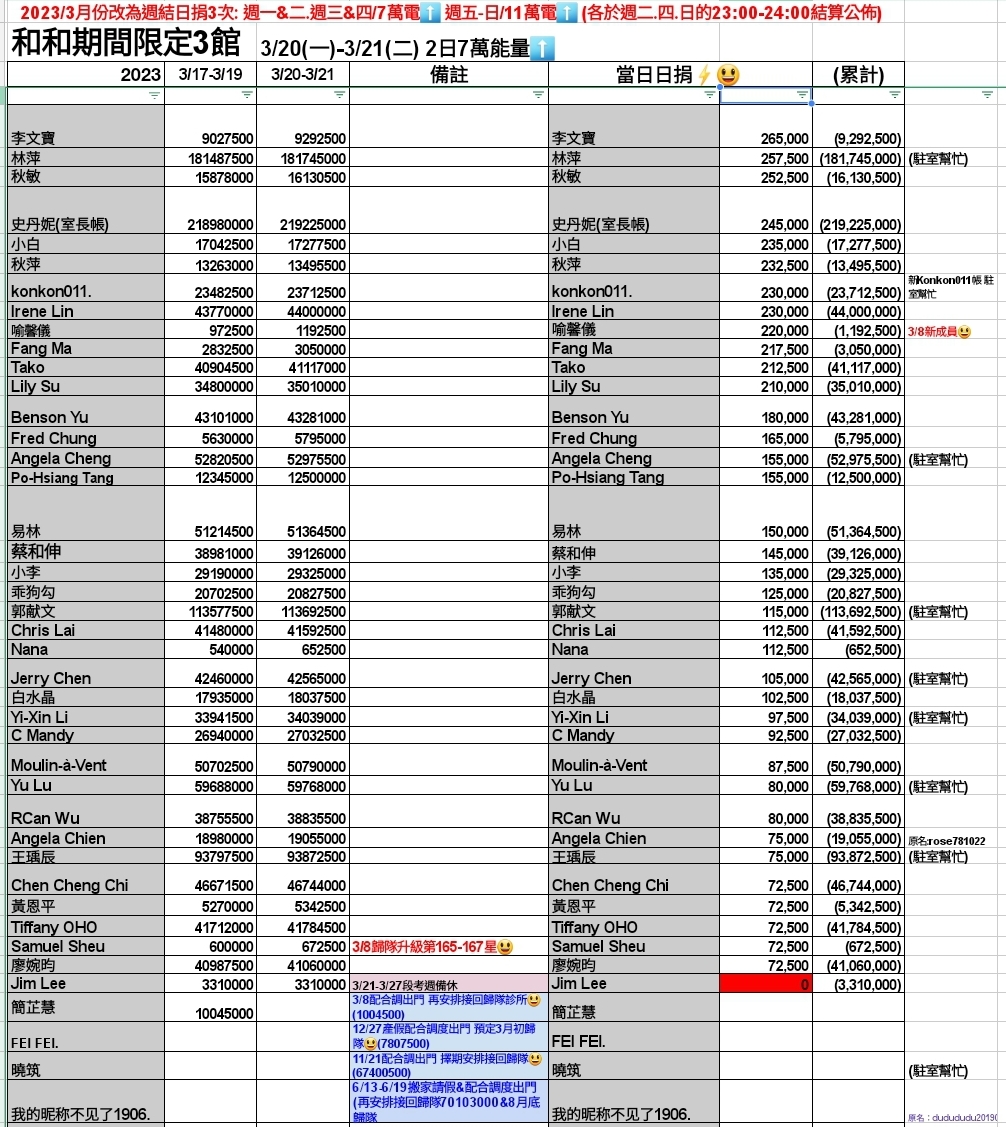 2023/3月份改為週結日捐3次: 週一&二.週三&四/7萬電⬆️ 週五-日/11萬電⬆️ (各於週二.四.日的23:00-24:00結算公佈)
和和期間限定3館 3/20(一)-3/21(二) 2日7萬能量⬆️
2023 3/17-3/19 3/20-3/21 備註 當日日捐⚡😃 (累計)
李文寶 9027500 9292500 李文寶 265,000 (9,292,500)
林萍 181487500 181745000 林萍 257,500 (181,745,000) (駐室幫忙)
秋敏 15878000 16130500 秋敏 252,500 (16,130,500)
史丹妮(室長帳) 218980000 219225000 史丹妮(室長帳) 245,000 (219,225,000)
小白 17042500 17277500 小白 235,000 (17,277,500)
秋萍 13263000 13495500 秋萍 232,500 (13,495,500)
konkon011. 23482500 23712500 konkon011. 230,000 (23,712,500) 新Konkon011帳 駐
室幫忙
Irene Lin 43770000 44000000 Irene Lin 230,000 (44,000,000)
喻馨儀 972500 1192500 喻馨儀 220,000 (1,192,500) 3/8新成員😃
Fang Ma 2832500 3050000 Fang Ma 217,500 (3,050,000)
Tako 40904500 41117000 Tako 212,500 (41,117,000)
Lily Su 34800000 35010000 Lily Su 210,000 (35,010,000)
Benson Yu 43101000 43281000 Benson Yu 180,000 (43,281,000)
Fred Chung 5630000 5795000 Fred Chung 165,000 (5,795,000)
Angela Cheng 52820500 52975500 Angela Cheng 155,000 (52,975,500) (駐室幫忙)
Po-Hsiang Tang 12345000 12500000 Po-Hsiang Tang 155,000 (12,500,000)
易林 51214500 51364500 易林 150,000 (51,364,500)
蔡和伸 38981000 39126000 蔡和伸 145,000 (39,126,000)
小李 29190000 29325000 小李 135,000 (29,325,000)
乖狗勾 20702500 20827500 乖狗勾 125,000 (20,827,500)
郭献文 113577500 113692500 郭献文 115,000 (113,692,500) (駐室幫忙)
Chris Lai 41480000 41592500 Chris Lai 112,500 (41,592,500)
Nana 540000 652500 Nana 112,500 (652,500)
Jerry Chen 42460000 42565000 Jerry Chen 105,000 (42,565,000) (駐室幫忙)
白水晶 17935000 18037500 白水晶 102,500 (18,037,500)
Yi-Xin Li 33941500 34039000 Yi-Xin Li 97,500 (34,039,000) (駐室幫忙)
C Mandy 26940000 27032500 C Mandy 92,500 (27,032,500)
Moulin-à-Vent 50702500 50790000 Moulin-à-Vent 87,500 (50,790,000)
Yu Lu 59688000 59768000 Yu Lu 80,000 (59,768,000) (駐室幫忙)
RCan Wu 38755500 38835500 RCan Wu 80,000 (38,835,500)
Angela Chien 18980000 19055000 Angela Chien 75,000 (19,055,000) 原名:rose781022
王瑀辰 93797500 93872500 王瑀辰 75,000 (93,872,500) (駐室幫忙)
Chen Cheng Chi 46671500 46744000 Chen Cheng Chi 72,500 (46,744,000)
黃恩平 5270000 5342500 黃恩平 72,500 (5,342,500)
Tiffany OHO 41712000 41784500 Tiffany OHO 72,500 (41,784,500)
Samuel Sheu 600000 672500 3/8歸隊升級第165-167星😃 Samuel Sheu 72,500 (672,500)
廖婉昀 40987500 41060000 廖婉昀 72,500 (41,060,000)
Jim Lee 3310000 3310000 3/21-3/27段考週備休 Jim Lee 0 (3,310,000)
簡芷慧 10045000 3/8配合調出門 再安排接回歸隊診所😃
(1004500) 簡芷慧
FEI FEI. 12/27產假配合調度出門 預定3月初歸
隊😃(7807500) FEI FEI.
曉筑 11/21配合調出門 擇期安排接回歸隊😃
(67400500) 曉筑 (駐室幫忙)
我的昵称不见了1906. 6/13-6/19搬家請假&配合調度出門
(再安排接回歸隊70103000&8月底
歸隊 我的昵称不见了1906. 原名：dudududu2019